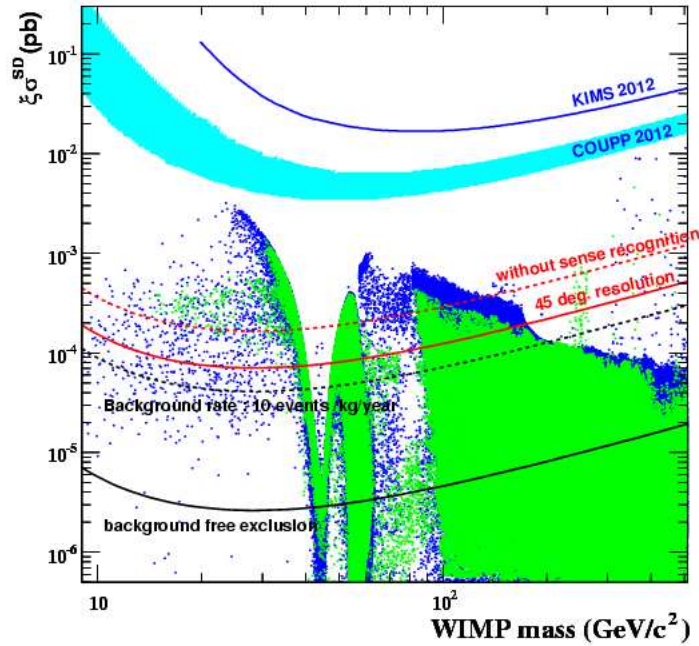 ξσ^SD (pb)
10^-1
10^-2
10^-3
10^-4
10^-5
10^-6
KIMS 2012
COUPP 2012
without sense recognition
45 deg. resolution
Background rate : 10 events /kg/year
background free exclusion
10
10^2
WIMP mass (GeV/c^2)